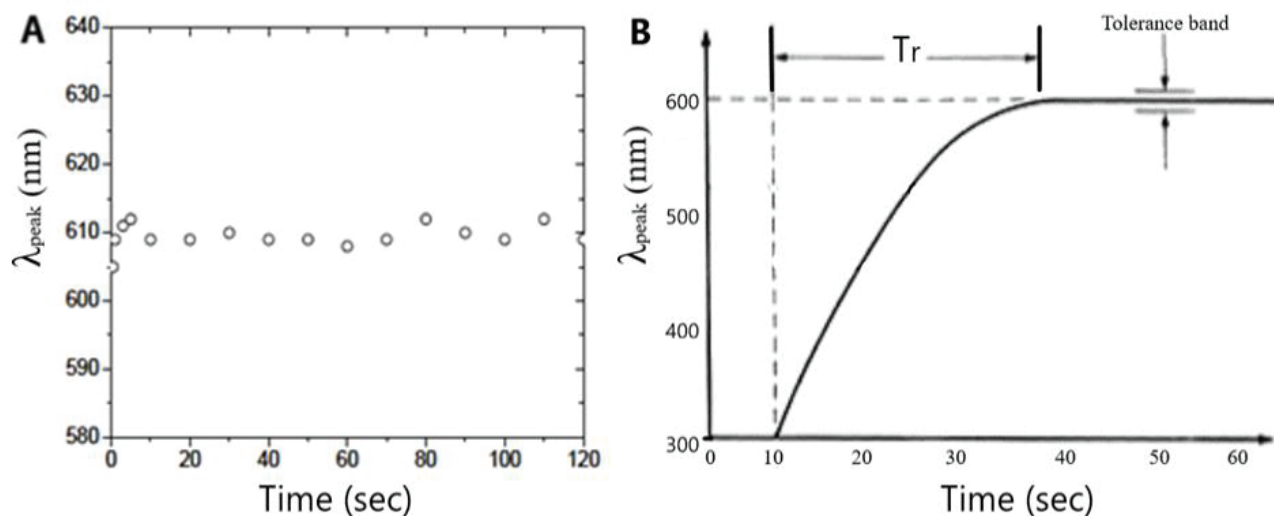 A
640
630
620
610
600
590
580
0 20 40 60 80 100 120
λpeak (nm)
Time (sec)
B
Tr
Tolerance band
600
500
400
300
0 10 20 30 40 50 60
λpeak (nm)
Time (sec)